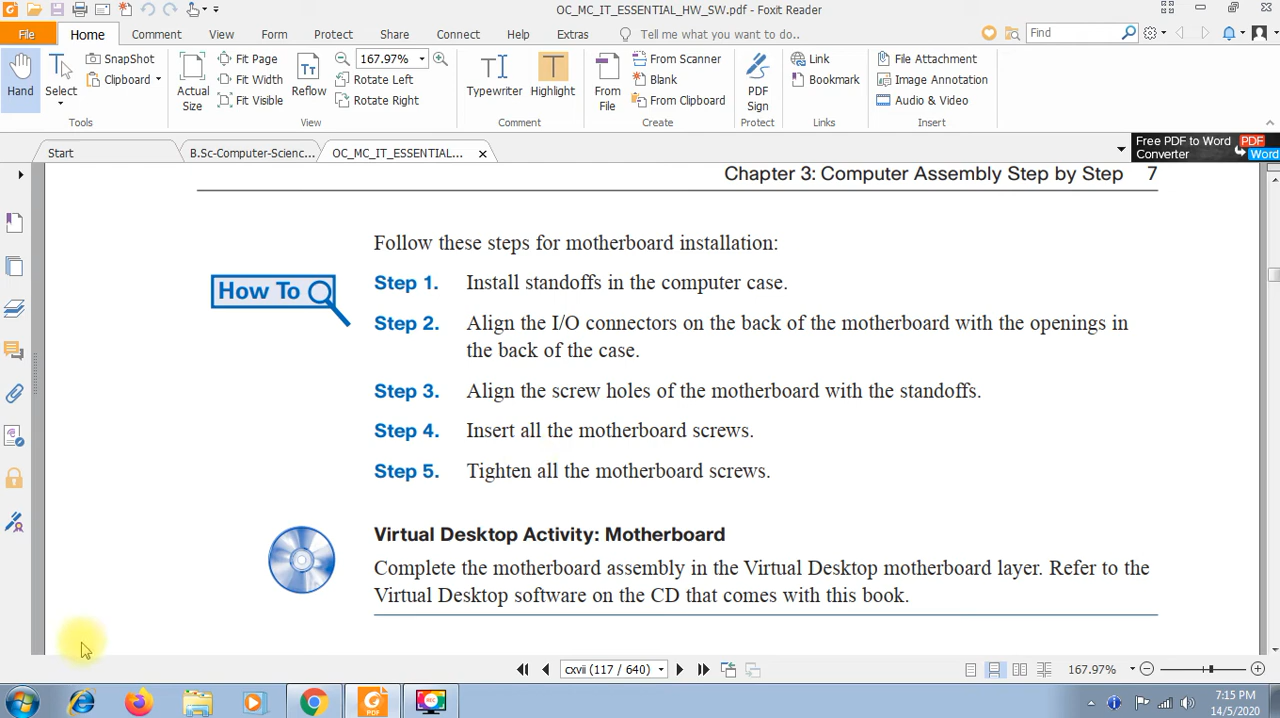 OC_MC_IT_ESSENTIAL_HW_SW.pdf - Foxit Reader
File Home Comment View Form Protect Share Connect Help Extras Tell me what you want to do.. Find
Hand
Select
SnapShot
Clipboard
Tools
Actual
Size
Fit Page
Fit Width
Fit Visible
Reflow
167.97%
Rotate Left
Rotate Right
View
Typewriter
Highlight
Comment
From
File
From Scanner
Blank
From Clipboard
Create
PDF
Sign
Protect
Link
Bookmark
Links
File Attachment
Image Annotation
Audio & Video
Insert
Start B.Sc-Computer-Scienc... OC_MC_IT_ESSENTIAL...
Free PDF to Word
Converter
PDF
Word
Chapter 3: Computer Assembly Step by Step 7
Follow these steps for motherboard installation:
How To
Step 1. Install standoffs in the computer case.
Step 2. Align the I/O connectors on the back of the motherboard with the openings in
the back of the case.
Step 3. Align the screw holes of the motherboard with the standoffs.
Step 4. Insert all the motherboard screws.
Step 5. Tighten all the motherboard screws.
Virtual Desktop Activity: Motherboard
Complete the motherboard assembly in the Virtual Desktop motherboard layer. Refer to the
Virtual Desktop software on the CD that comes with this book.
cxvii (117 / 640)
167.97%
PDF
REC
7:15 PM
14/5/2020